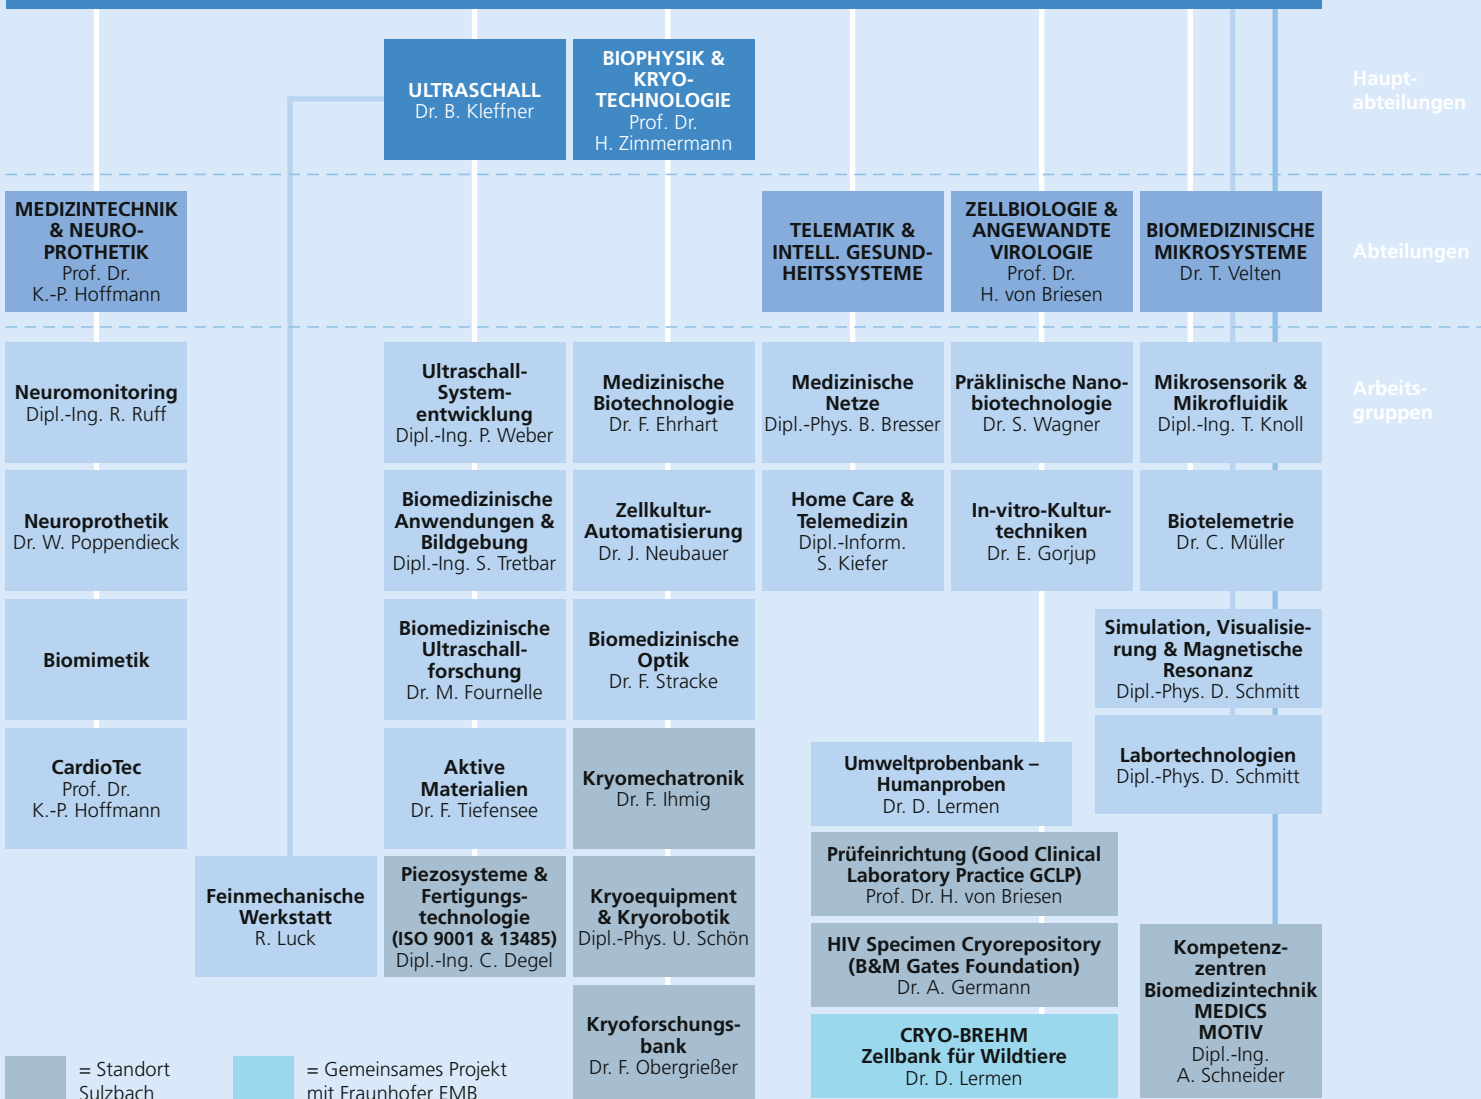 ULTRASCHALL
Dr. B. Kleffner
BIOPHYSIK &
KRYO-
TECHNOLOGIE
Prof. Dr.
H. Zimmermann
Haupt-
abteilungen
MEDIZINTECHNIK
& NEURO-
PROTHETIK
Prof. Dr.
K.-P. Hoffmann
TELEMATIK &
INTELL. GESUND-
HEITSSYSTEME
ZELLBIOLOGIE &
ANGEWANDTE
VIROLOGIE
Prof. Dr.
H. von Briesen
BIOMEDIZINISCHE
MIKROSYSTEME
Dr. T. Velten
Abteilungen
Neuromonitoring
Dipl.-Ing. R. Ruff
Ultraschall-
System-
entwicklung
Dipl.-Ing. P. Weber
Medizinische
Biotechnologie
Dr. F. Ehrhart
Medizinische
Netze
Dipl.-Phys. B. Bresser
Präklinische Nano-
biotechnologie
Dr. S. Wagner
Mikrosensorik &
Mikrofluidik
Dipl.-Ing. T. Knoll
Arbeits-
gruppen
Neuroprothetik
Dr. W. Poppendieck
Biomedizinische
Anwendungen &
Bildgebung
Dipl.-Ing. S. Tretbar
Zellkultur-
Automatisierung
Dr. J. Neubauer
Home Care &
Telemedizin
Dipl.-Inform.
S. Kiefer
In-vitro-Kultur-
techniken
Dr. E. Gorjup
Biotelemetrie
Dr. C. Müller
Biomimetik
Biomedizinische
Ultraschall-
forschung
Dr. M. Fournelle
Biomedizinische
Optik
Dr. F. Stracke
Simulation, Visualisie-
rung & Magnetische
Resonanz
Dipl.-Phys. D. Schmitt
CardioTec
Prof. Dr.
K.-P. Hoffmann
Aktive
Materialien
Dr. F. Tiefensee
Kryomechatronik
Dr. F. Ihmig
Umweltprobenbank –
Humanproben
Dr. D. Lermen
Labortechnologien
Dipl.-Phys. D. Schmitt
Feinmechanische
Werkstatt
R. Luck
Piezosysteme &
Fertigungs-
technologie
(ISO 9001 & 13485)
Dipl.-Ing. C. Degel
Kryoequipment
& Kryorobotik
Dipl.-Phys. U. Schön
Prüfeinrichtung (Good Clinical
Laboratory Practice GCLP)
Prof. Dr. H. von Briesen
HIV Specimen Cryorepository
(B&M Gates Foundation)
Dr. A. Germann
Kompetenz-
zentren
Biomedizintechnik
MEDICS
MOTIV
Dipl.-Ing.
A. Schneider
Kryoforschungs-
bank
Dr. F. Obergrießer
CRYO-BREHM
Zellbank für Wildtiere
Dr. D. Lermen
= Standort
Sulzbach
= Gemeinsames Projekt
mit Fraunhofer EMB